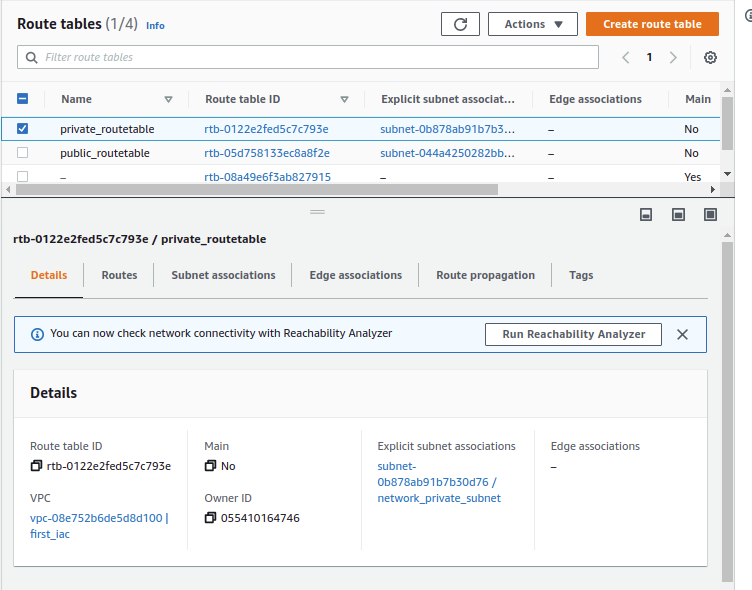 Route tables (1/4) Info
Actions
Create route table
Filter route tables
1
Name Route table ID Explicit subnet associat... Edge associations Main
private_routetable rtb-0122e2fed5c7c793e subnet-0b878ab91b7b3... – No
public_routetable rtb-05d758133ec8a8f2e subnet-044a4250282bb... – No
– rtb-08a49e6f3ab827915 – – Yes
rtb-0122e2fed5c7c793e / private_routetable
Details Routes Subnet associations Edge associations Route propagation Tags
You can now check network connectivity with Reachability Analyzer
Run Reachability Analyzer
Details
Route table ID
rtb-0122e2fed5c7c793e
Main
No
Explicit subnet associations
subnet-
0b878ab91b7b30d76 /
network_private_subnet
Edge associations
–
VPC
vpc-08e752b6de5d8d100 |
first_iac
Owner ID
055410164746